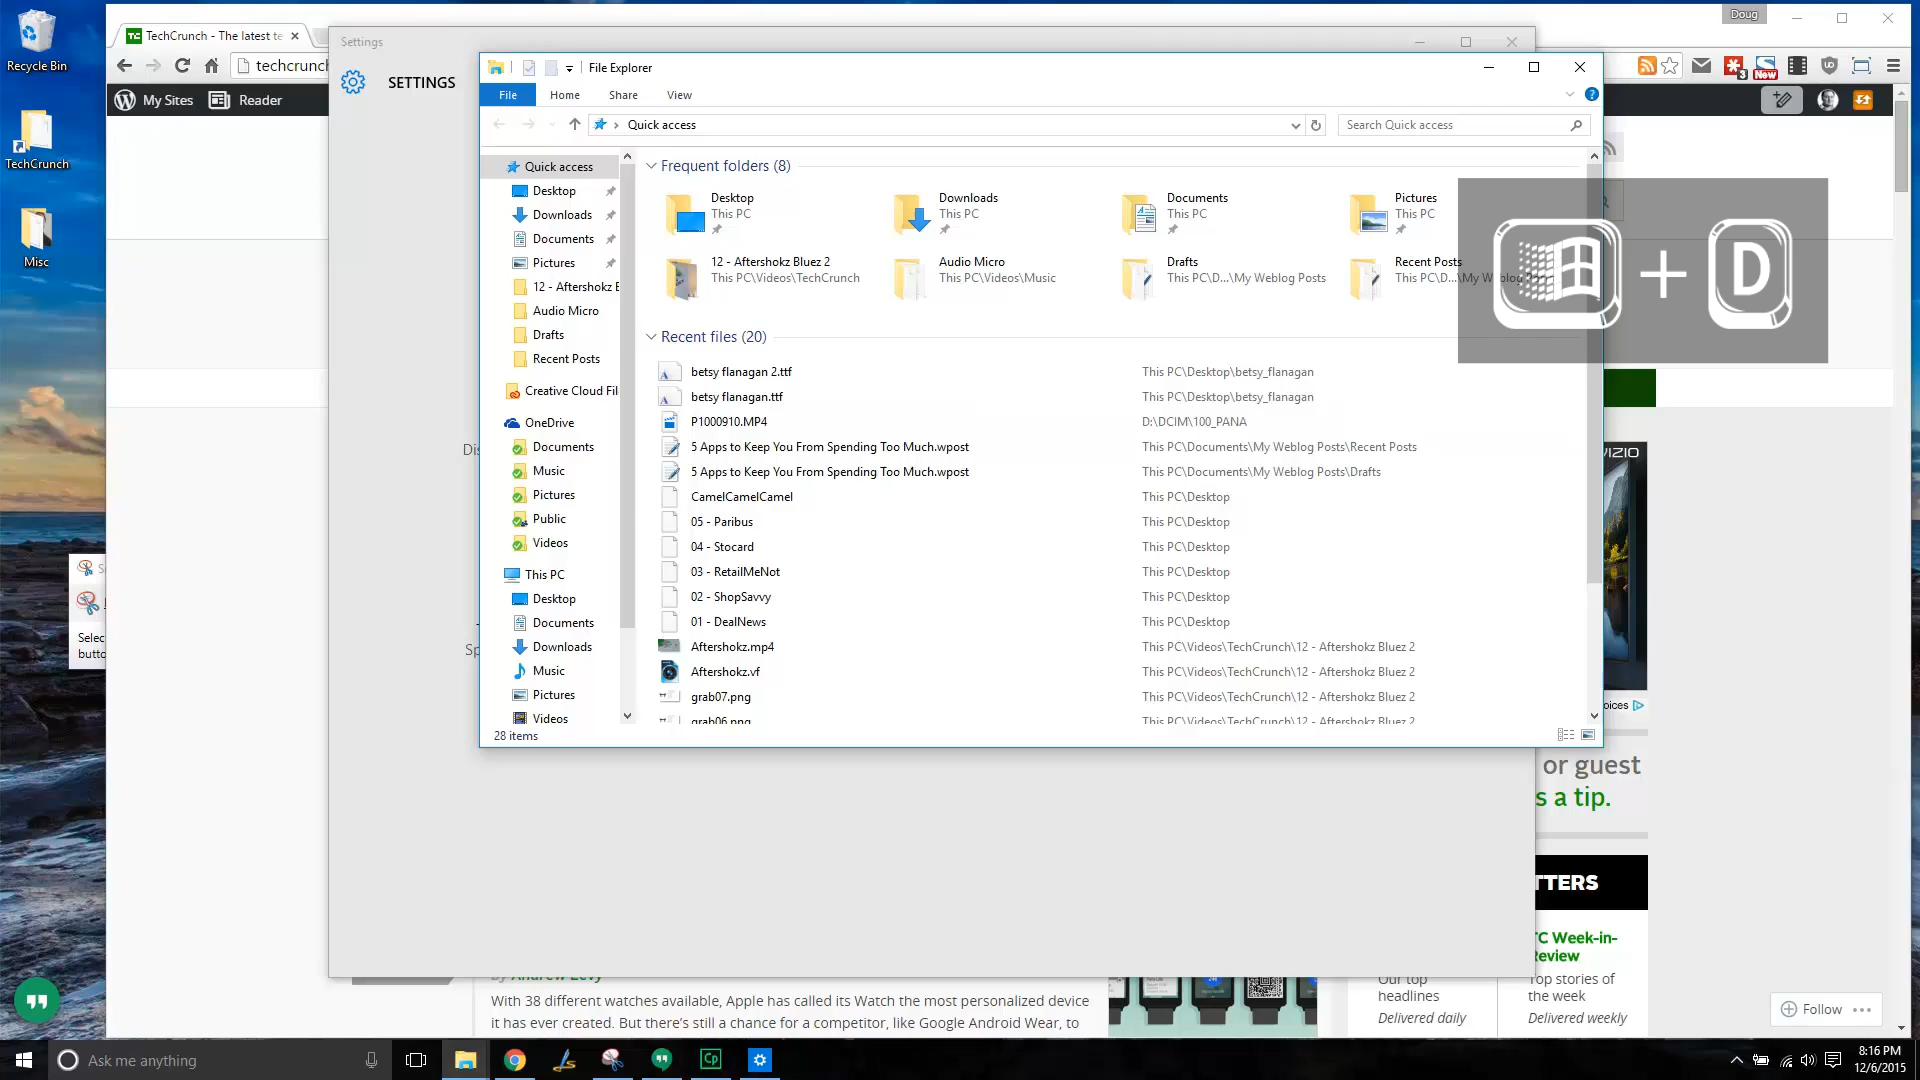 Recycle Bin
TechCrunch
Misc
TechCrunch - The latest te
Doug
techcrunch
My Sites
Reader
New
3
Settings
SETTINGS
File Explorer
File
Home
Share
View
Quick access
Search Quick access
Quick access
Desktop
Downloads
Documents
Pictures
12 - Aftershokz B
Audio Micro
Drafts
Recent Posts
Creative Cloud Fil
OneDrive
Documents
Music
Pictures
Public
Videos
This PC
Desktop
Documents
Downloads
Music
Pictures
Videos
Frequent folders (8)
Desktop
This PC
Downloads
This PC
Documents
This PC
Pictures
This PC
12 - Aftershokz Bluez 2
This PC\Videos\TechCrunch
Audio Micro
This PC\Videos\Music
Drafts
This PC\D...\My Weblog Posts
Recent Posts
This PC\D...\My Weblog Posts
+ D
Recent files (20)
betsy flanagan 2.ttf This PC\Desktop\betsy_flanagan
betsy flanagan.ttf This PC\Desktop\betsy_flanagan
P1000910.MP4 D:\DCIM\100_PANA
5 Apps to Keep You From Spending Too Much.wpost This PC\Documents\My Weblog Posts\Recent Posts
5 Apps to Keep You From Spending Too Much.wpost This PC\Documents\My Weblog Posts\Drafts
CamelCamelCamel This PC\Desktop
05 - Paribus This PC\Desktop
04 - Stocard This PC\Desktop
03 - RetailMeNot This PC\Desktop
02 - ShopSavvy This PC\Desktop
01 - DealNews This PC\Desktop
Aftershokz.mp4 This PC\Videos\TechCrunch\12 - Aftershokz Bluez 2
Aftershokz.vf This PC\Videos\TechCrunch\12 - Aftershokz Bluez 2
grab07.png This PC\Videos\TechCrunch\12 - Aftershokz Bluez 2
grab06.png This PC\Videos\TechCrunch\12 - Aftershokz Bluez 2
28 items
Dis
Sp
Selec
butto
VIZIO
oices
or guest
s a tip.
TTERS
TC Week-in-
Review
Our top
headlines
Delivered daily
Top stories of
the week
Delivered weekly
by Andrew Levy
With 38 different watches available, Apple has called its Watch the most personalized device
it has ever created. But there's still a chance for a competitor, like Google Android Wear, to
Follow
Ask me anything
Cp
8:16 PM
12/6/2015